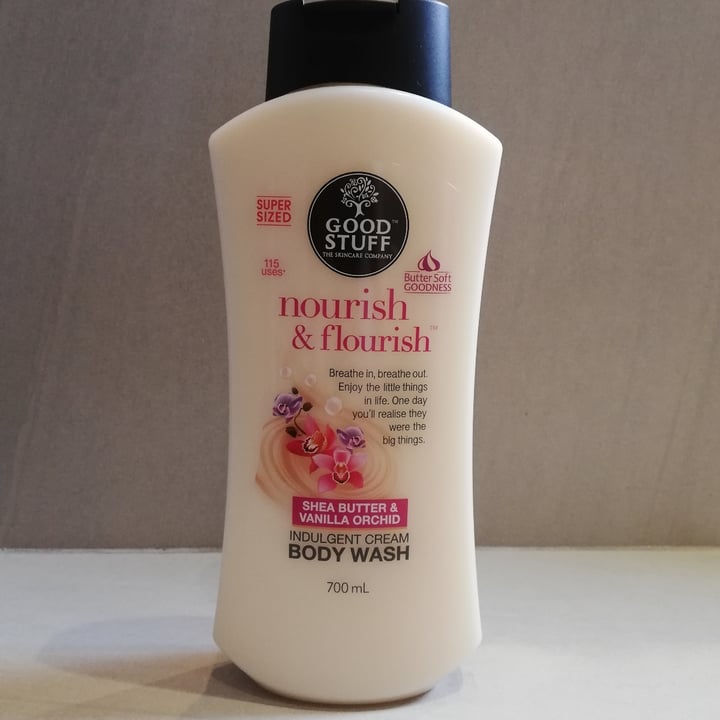 SUPER
SIZED
GOOD™
STUFF
THE SKINCARE COMPANY
115
uses*
Butter Soft
GOODNESS
nourish
& flourish™
Breathe in, breathe out.
Enjoy the little things
in life. One day
you'll realise they
were the
big things.
SHEA BUTTER &
VANILLA ORCHID
INDULGENT CREAM
BODY WASH
700 mL